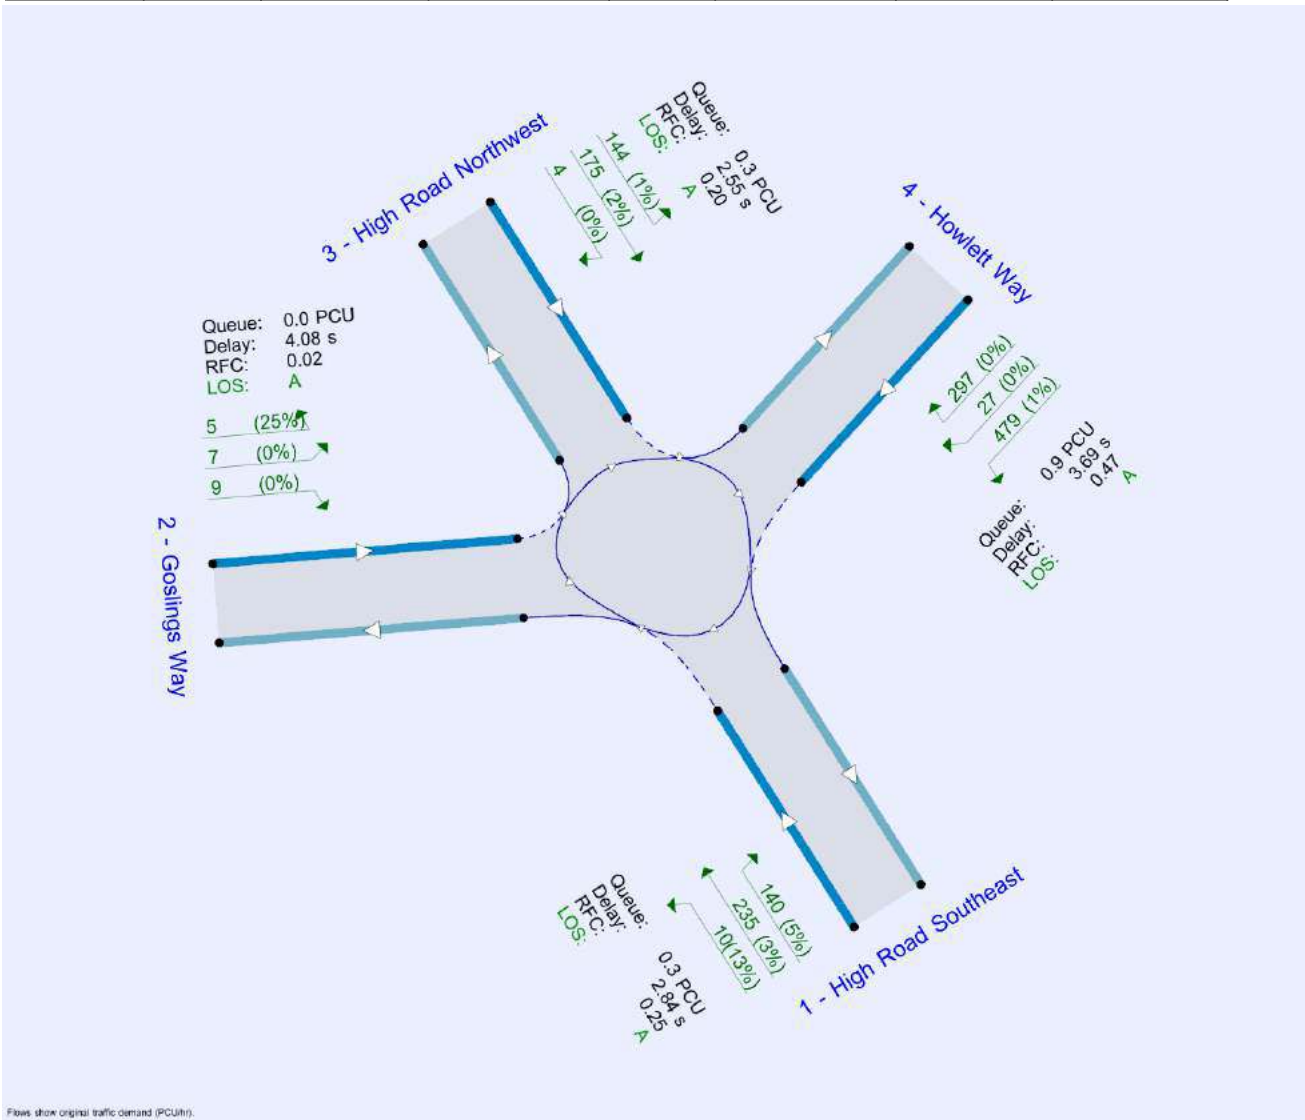 3 - High Road Northwest
Queue: 0.3 PCU
Delay: 2.55 s
RFC: 0.20
LOS: A
144 (1%)
175 (2%)
4 (0%)
4 - Howlett Way
297 (0%)
27 (0%)
479 (1%)
Queue: 0.9 PCU
Delay: 3.69 s
RFC: 0.47
LOS: A
Queue: 0.0 PCU
Delay: 4.08 s
RFC: 0.02
LOS: A
5 (25%)
7 (0%)
9 (0%)
2 - Goslings Way
140 (5%)
235 (3%)
10(13%)
Queue: 0.3 PCU
Delay: 2.84 s
RFC: 0.25
LOS: A
1 - High Road Southeast
Flows show original traffic demand (PCU/hr).